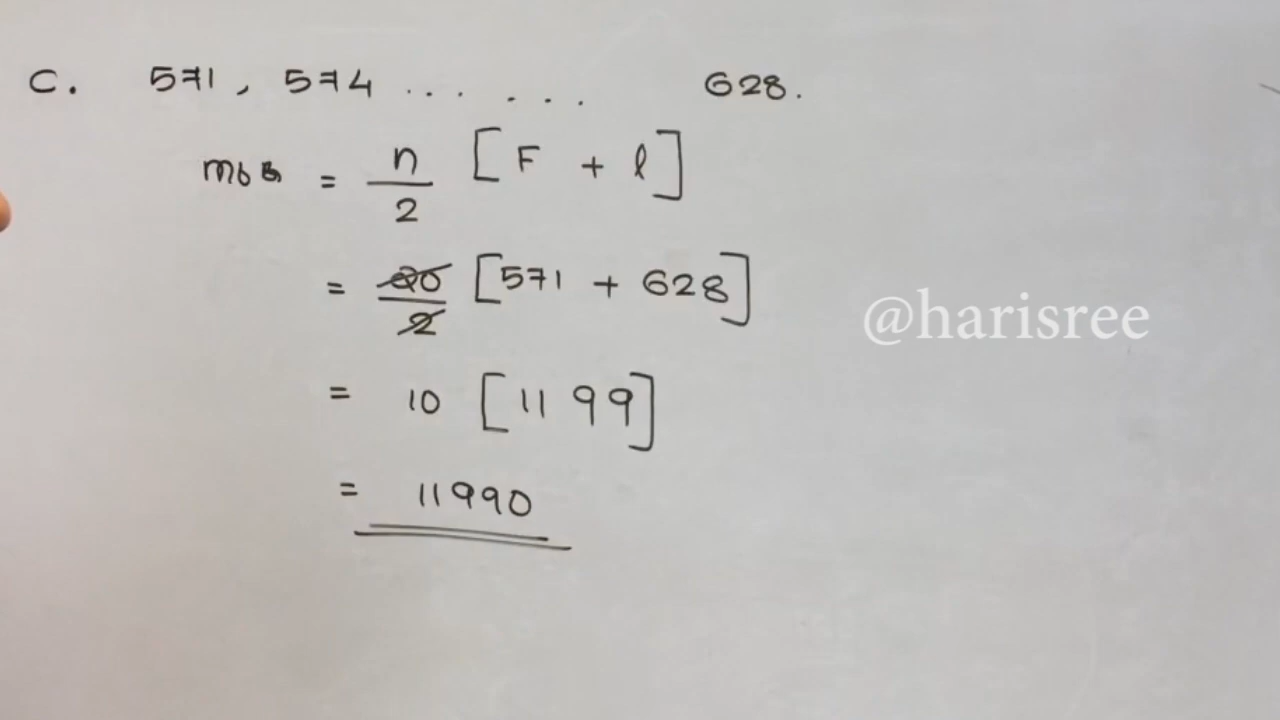 C. 571, 574 ... ... 628.
= n/2 [F + l]
= 20/2 [571 + 628]
@harisree
= 10 [1199]
= 11990